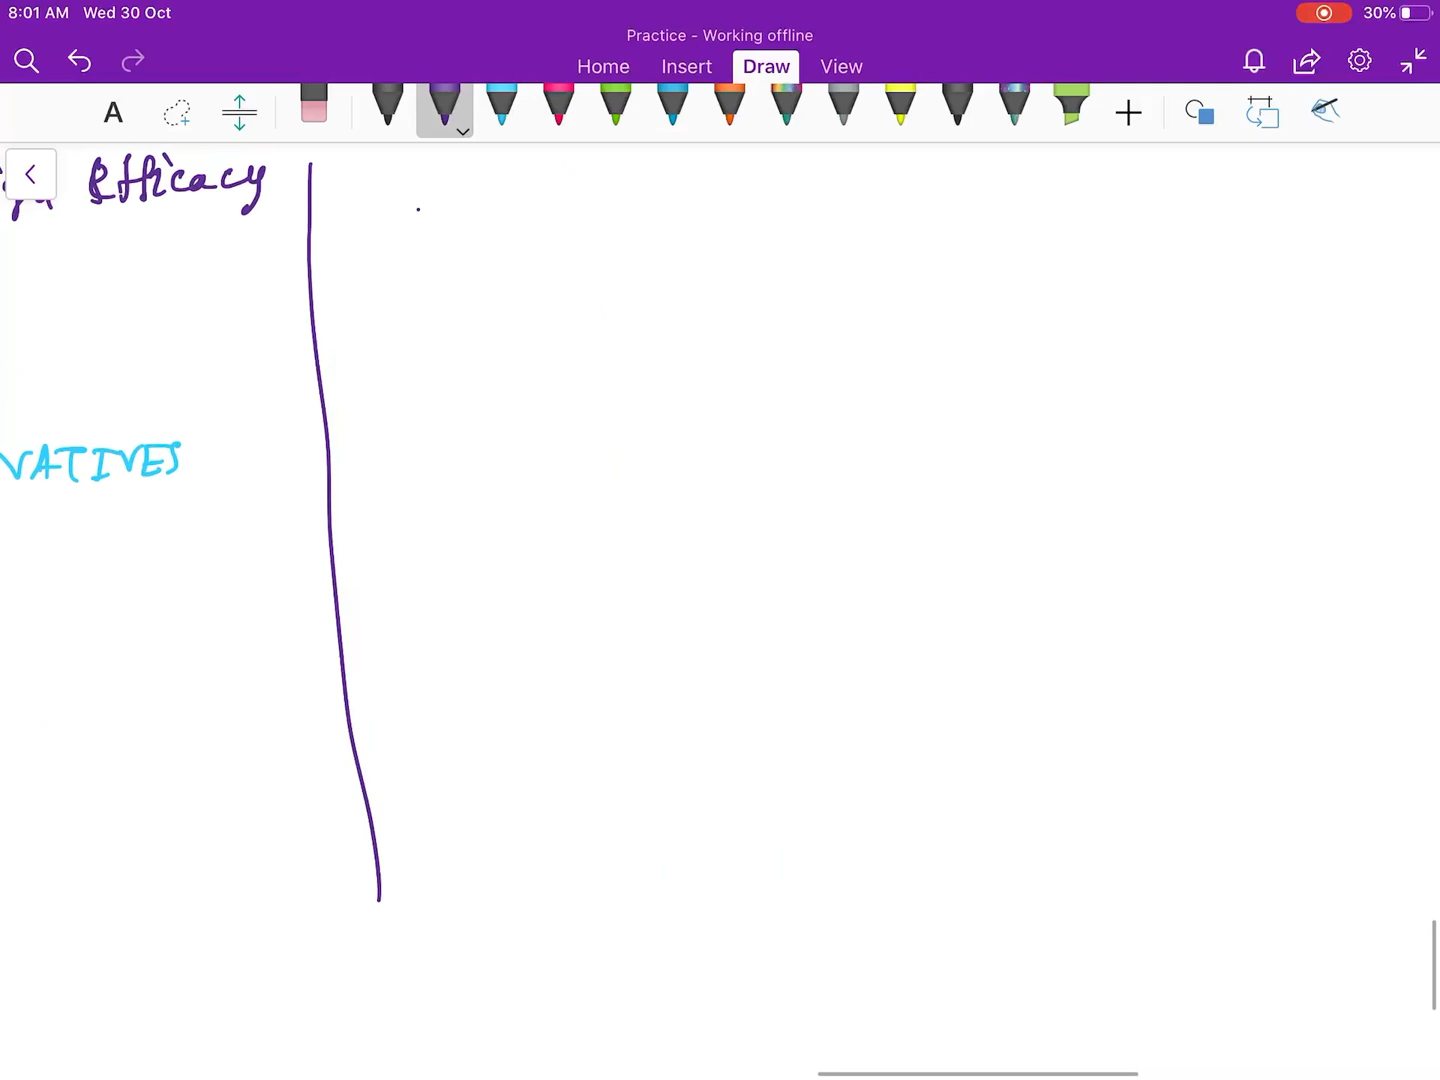 8:01 AM Wed 30 Oct
30%
Practice - Working offline
Home Insert Draw View
A
Efficacy
VATIVES